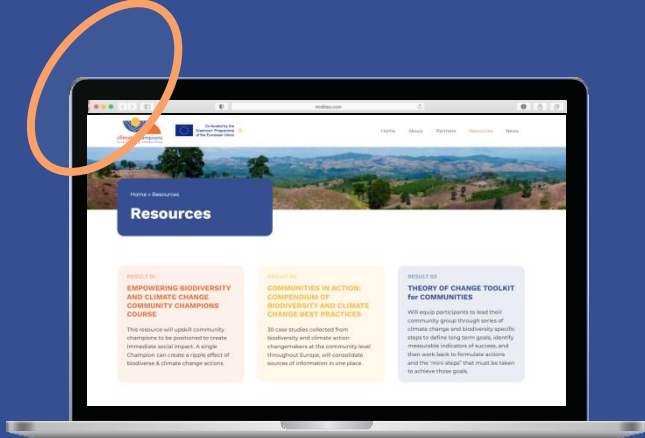 climate champions
Co-funded by the
Erasmus+ Programme
of the European Union
Home About Partners Resources News
Home » Resources
Resources
RESULT 01
EMPOWERING BIODIVERSITY
AND CLIMATE CHANGE
COMMUNITY CHAMPIONS
COURSE
This resource will upskill community
champions to be positioned to create
immediate social impact. A single
Champion can create a ripple effect of
biodiverse & climate change actions
RESULT 02
COMMUNITIES IN ACTION:
COMPENDIUM OF
BIODIVERSITY AND CLIMATE
CHANGE BEST PRACTICES
30 case studies collected from
biodiversity and climate action
changemakers at the community level
throughout Europe, will consolidate
sources of information in one place.
RESULT 03
THEORY OF CHANGE TOOLKIT
for COMMUNITIES
Will equip participants to lead their
community group through series of
climate change and biodiversity specific
steps to define long term goals, identify
measurable indicators of success, and
then work back to formulate actions
and the "mini-steps" that must be taken
to achieve those goals.